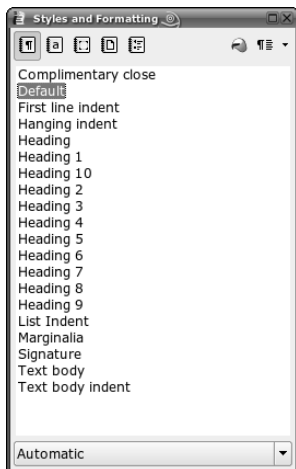 Styles and Formatting
Complimentary close
Default
First line indent
Hanging indent
Heading
Heading 1
Heading 10
Heading 2
Heading 3
Heading 4
Heading 5
Heading 6
Heading 7
Heading 8
Heading 9
List Indent
Marginalia
Signature
Text body
Text body indent
Automatic